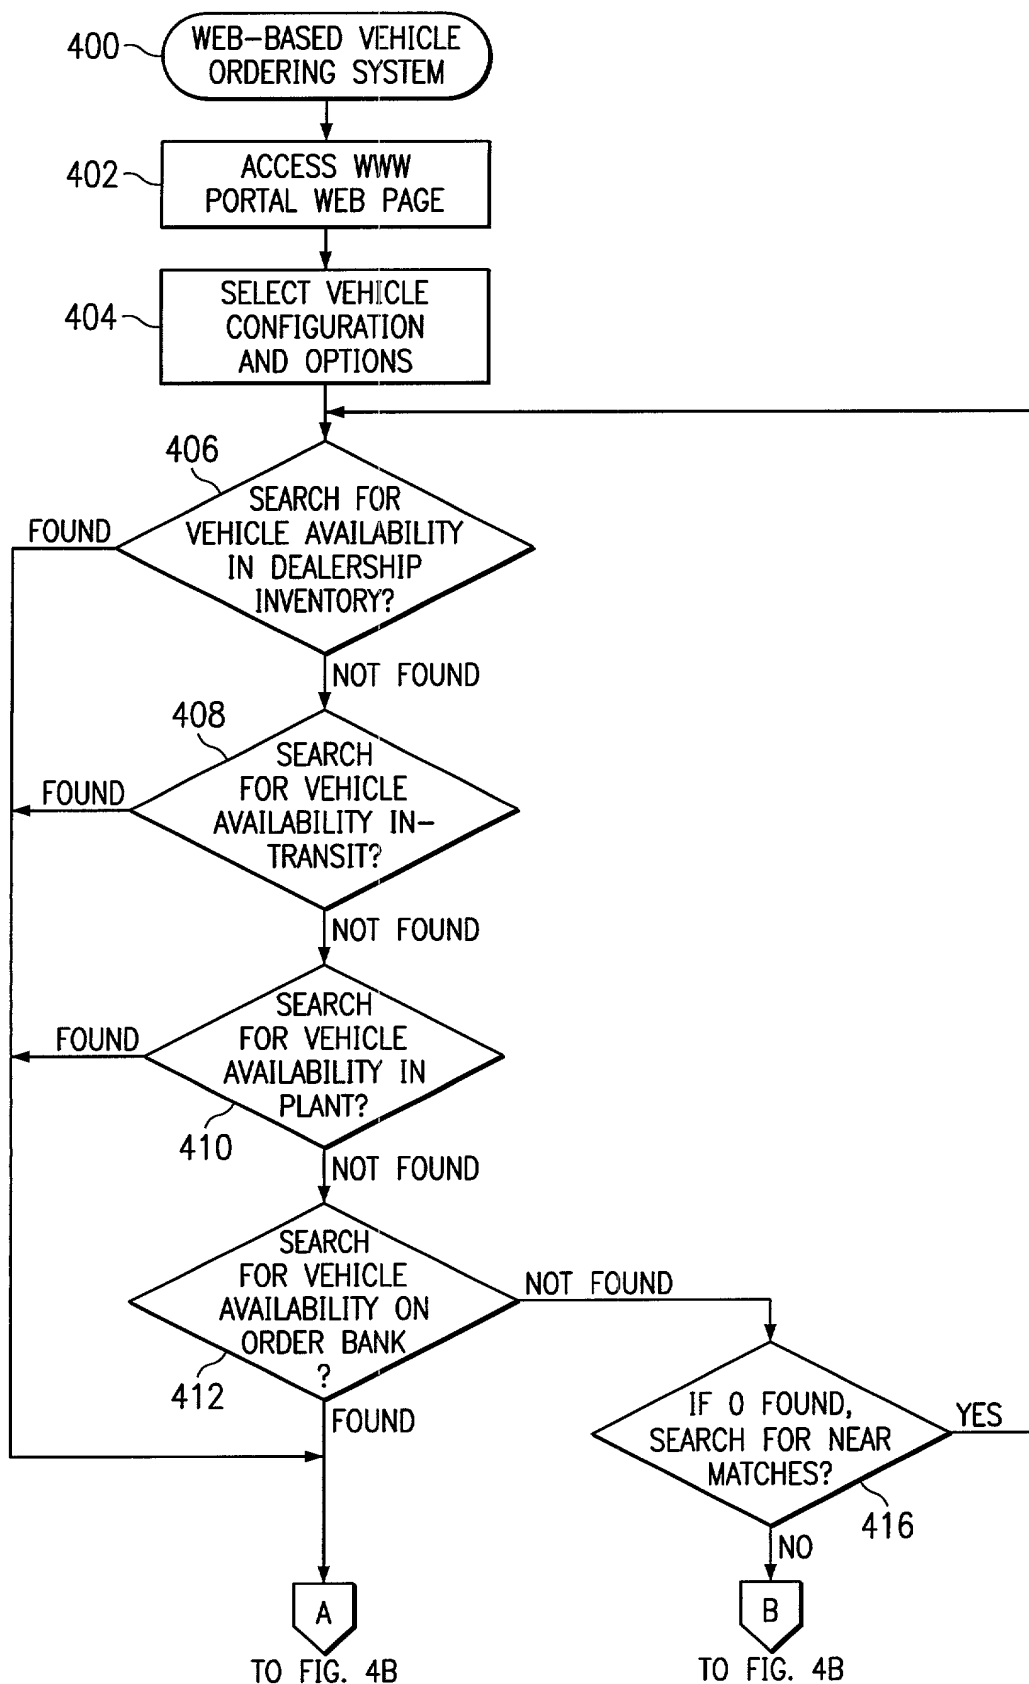 400
WEB-BASED VEHICLE
ORDERING SYSTEM
402
ACCESS WWW
PORTAL WEB PAGE
404
SELECT VEHICLE
CONFIGURATION
AND OPTIONS
406
SEARCH FOR
VEHICLE AVAILABILITY
IN DEALERSHIP
INVENTORY?
FOUND
NOT FOUND
408
SEARCH
FOR VEHICLE
AVAILABILITY IN-
TRANSIT?
FOUND
NOT FOUND
SEARCH
FOR VEHICLE
AVAILABILITY IN
PLANT?
FOUND
410
NOT FOUND
SEARCH
FOR VEHICLE
AVAILABILITY ON
ORDER BANK
?
412
NOT FOUND
FOUND
IF 0 FOUND,
SEARCH FOR NEAR
MATCHES?
YES
416
NO
A
TO FIG. 4B
B
TO FIG. 4B